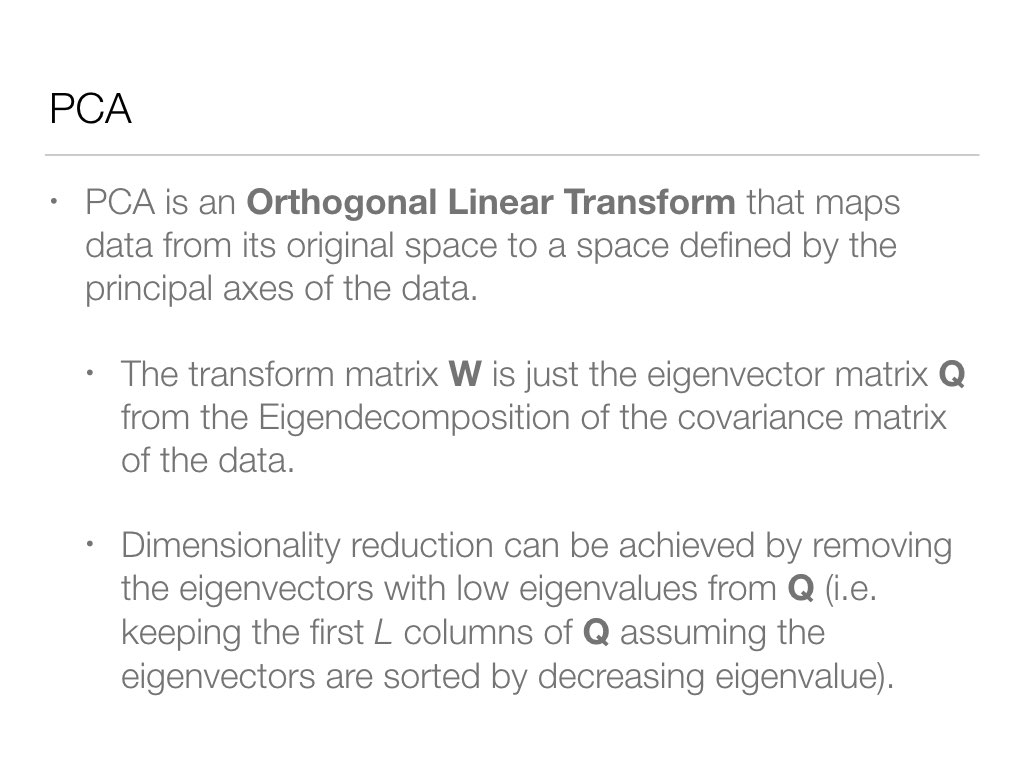 PCA
• PCA is an Orthogonal Linear Transform that maps
data from its original space to a space defined by the
principal axes of the data.
• The transform matrix W is just the eigenvector matrix Q
from the Eigendecomposition of the covariance matrix
of the data.
• Dimensionality reduction can be achieved by removing
the eigenvectors with low eigenvalues from Q (i.e.
keeping the first L columns of Q assuming the
eigenvectors are sorted by decreasing eigenvalue).